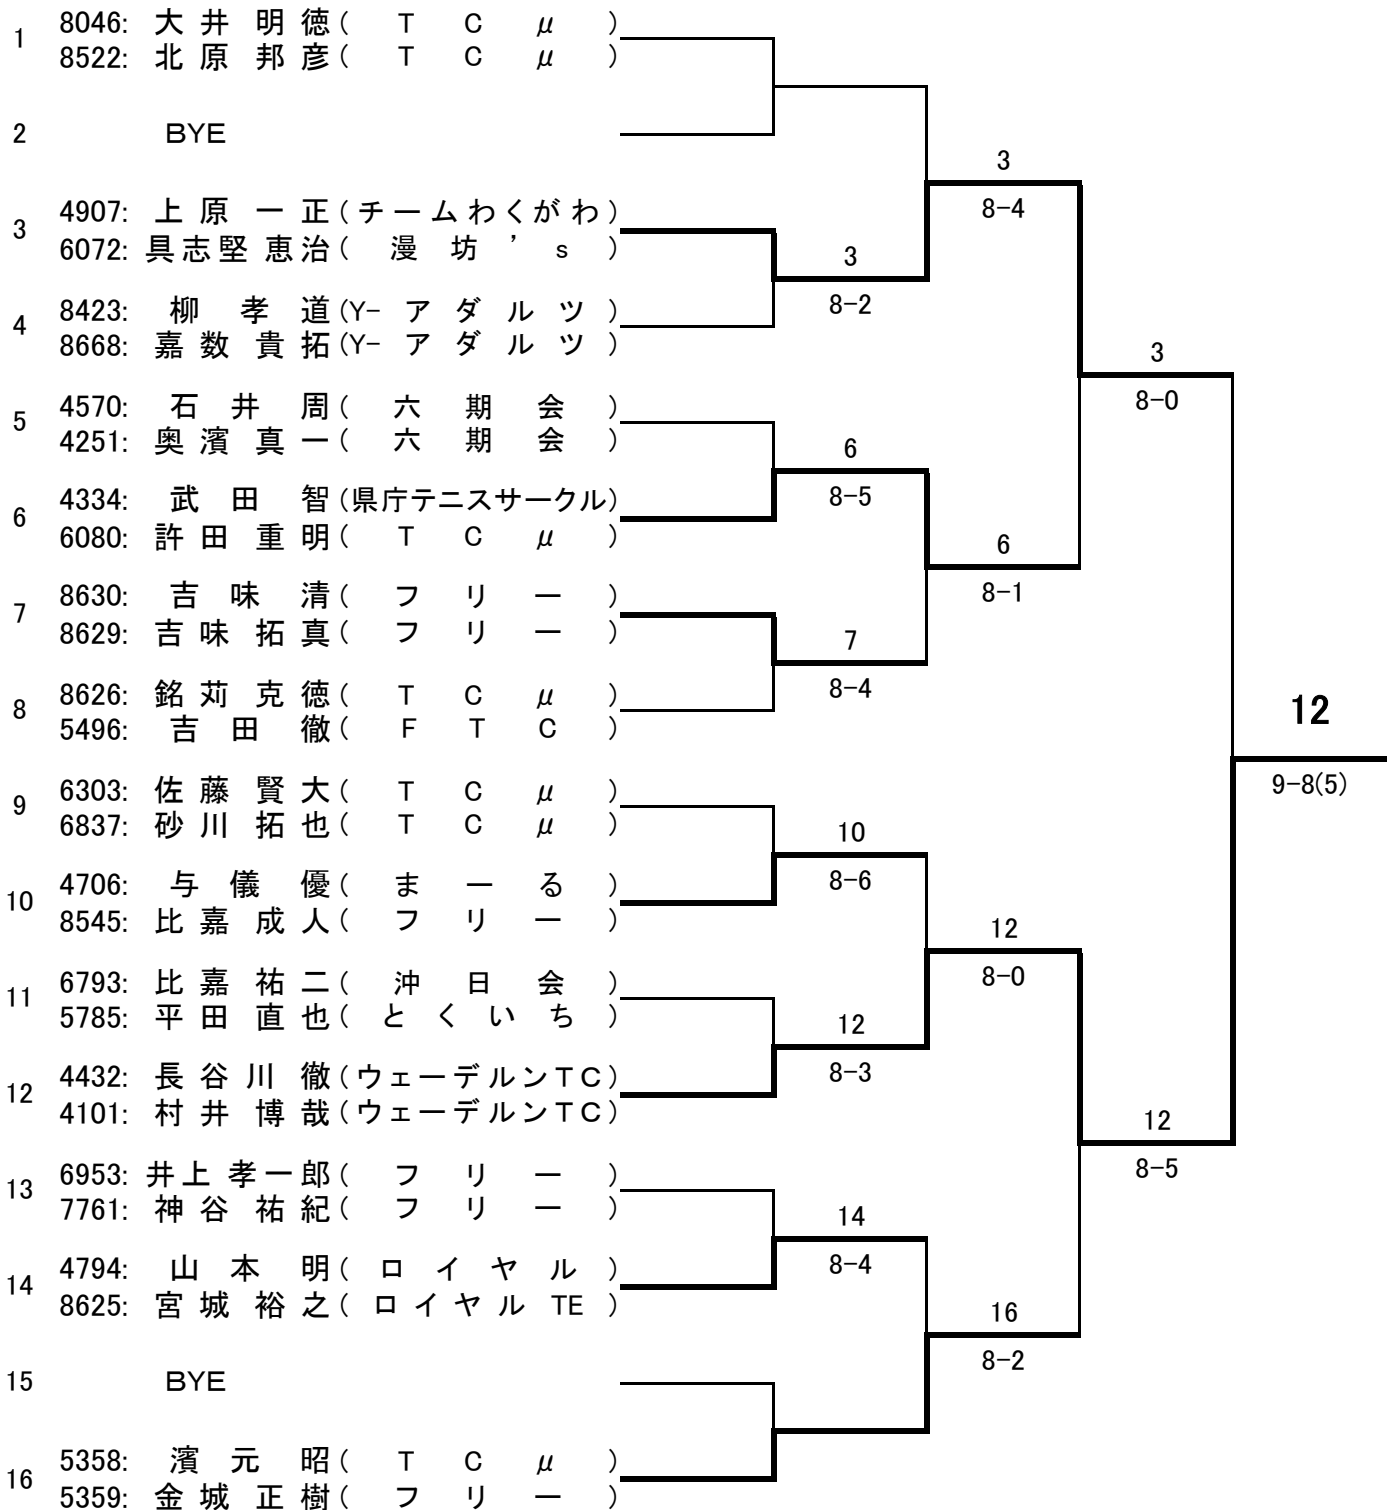 1
8046: 大井明徳(TCμ)
8522: 北原邦彦(TCμ)
2
BYE
3
4907: 上原一正(チームわくがわ)
6072: 具志堅恵治(漫坊's)
4
8423: 柳孝道(Y-アダルツ)
8668: 嘉数貴拓(Y-アダルツ)
5
4570: 石井周(六期会)
4251: 奥濱真一(六期会)
6
4334: 武田智(県庁テニスサークル)
6080: 許田重明(TCμ)
7
8630: 吉味清(フリー)
8629: 吉味拓真(フリー)
8
8626: 銘苅克徳(TCμ)
5496: 吉田徹(FTC)
9
6303: 佐藤賢大(TCμ)
6837: 砂川拓也(TCμ)
10
4706: 与儀優(まーる)
8545: 比嘉成人(フリー)
11
6793: 比嘉祐二(沖日会)
5785: 平田直也(とくいち)
12
4432: 長谷川徹(ウェーデルンTC)
4101: 村井博哉(ウェーデルンTC)
13
6953: 井上孝一郎(フリー)
7761: 神谷祐紀(フリー)
14
4794: 山本明(ロイヤル)
8625: 宮城裕之(ロイヤルTE)
15
BYE
16
5358: 濱元昭(TCμ)
5359: 金城正樹(フリー)
3
8-2
6
8-5
7
8-4
10
8-6
12
8-3
14
8-4
3
8-4
6
8-1
12
8-0
16
8-2
3
8-0
12
8-5
12
9-8(5)